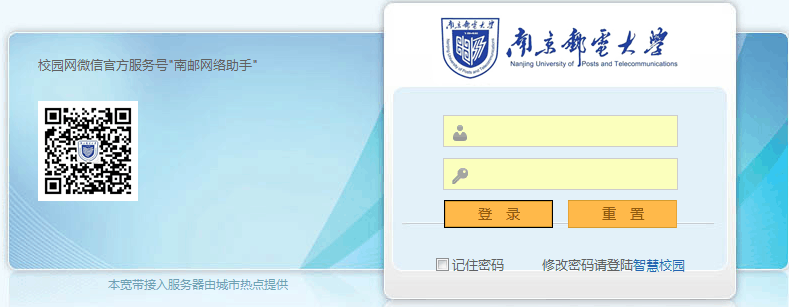 校园网微信官方服务号"南邮网络助手"
本宽带接入服务器由城市热点提供
南京郵電大學
Nanjing University of Posts and Telecommunications
登 录
重 置
记住密码
修改密码请登陆智慧校园